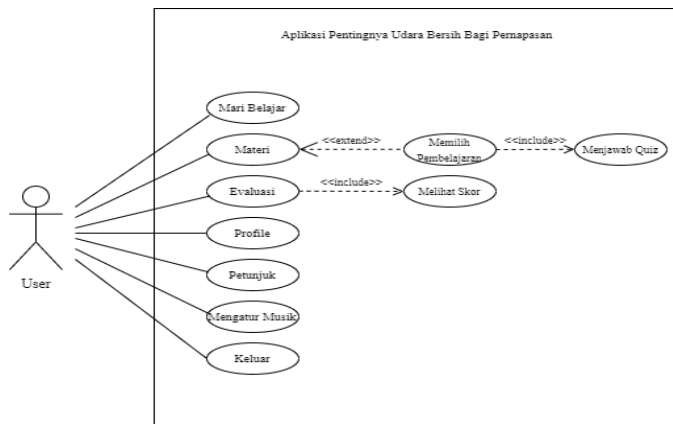 Aplikasi Pentingnya Udara Bersih Bagi Pernapasan
Mari Belajar
Materi
<<extend>>
Memilih
Pembelajaran
<<include>>
Menjawab Quiz
Evaluasi
<<include>>
Melihat Skor
Profile
Petunjuk
Mengatur Musik
Keluar
User